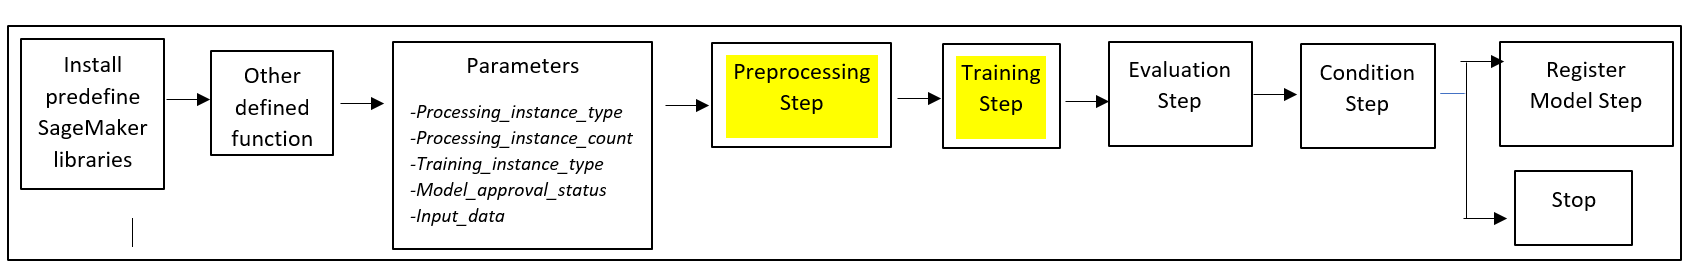 Install
predefine
SageMaker
libraries
Other
defined
function
Parameters
-Processing_instance_type
-Processing_instance_count
-Training_instance_type
-Model_approval_status
-Input_data
Preprocessing
Step
Training
Step
Evaluation
Step
Condition
Step
Register
Model Step
Stop